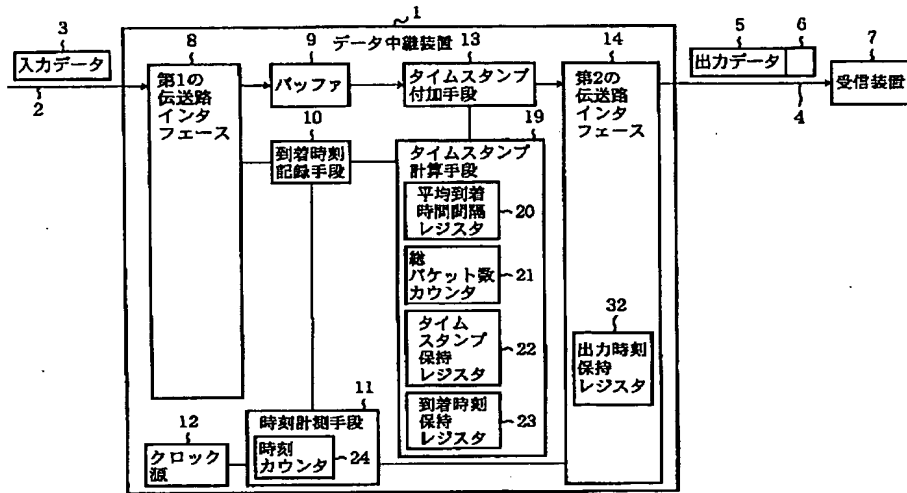 1
3
8
データ中継装置
9
13
14
5
6
7
入力データ
第1の
伝送路
インタ
フェース
バッファ
タイムスタンプ
付加手段
第2の
伝送路
インタ
フェース
出力データ
受信装置
2
4
10
到着時刻
記録手段
19
タイムスタンプ
計算手段
平均到着
時間間隔
レジスタ
20
総
パケット数
カウンタ
21
タイム
スタンプ
保持
レジスタ
22
到着時刻
保持
レジスタ
23
32
出力時刻
保持
レジスタ
11
時刻計測手段
時刻
カウンタ
24
12
クロック
源